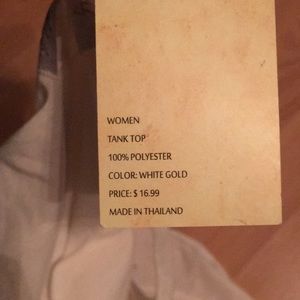 WOMEN
TANK TOP
100% POLYESTER
COLOR: WHITE GOLD
PRICE: $ 16.99
MADE IN THAILAND